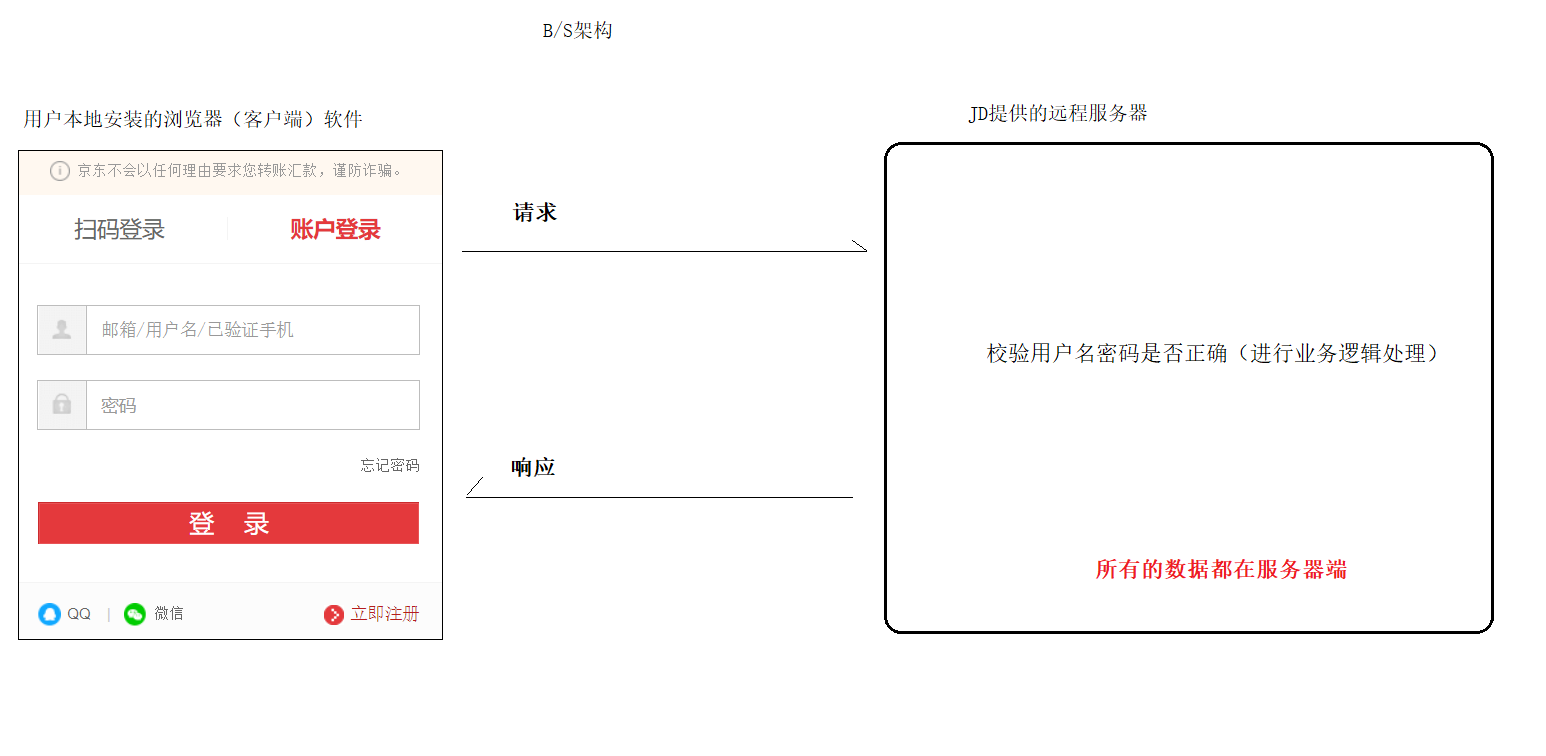 B/S架构
用户本地安装的浏览器（客户端）软件
JD提供的远程服务器
京东不会以任何理由要求您转账汇款，谨防诈骗。
扫码登录
账户登录
请求
邮箱/用户名/已验证手机
校验用户名密码是否正确（进行业务逻辑处理）
密码
忘记密码
响应
登 录
所有的数据都在服务器端
QQ | 微信
立即注册